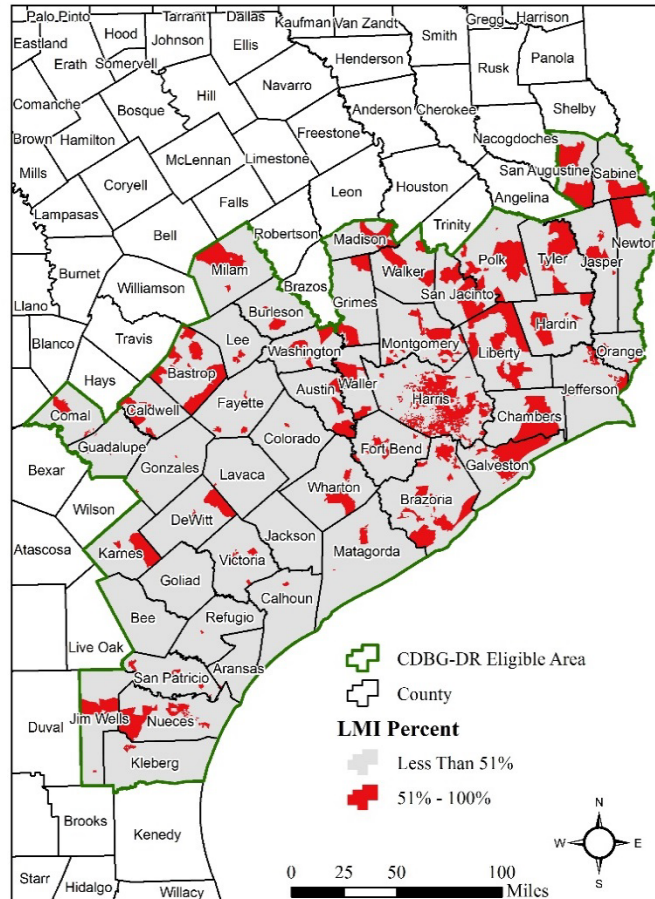 Palo Pinto
Tarrant
Dallas
Kaufman
Van Zandt
Gregg
Harrison
Eastland
Hood
Johnson
Ellis
Smith
Erath
Somervell
Henderson
Rusk
Panola
Comanche
Bosque
Hill
Navarro
Anderson
Cherokee
Shelby
Brown
Hamilton
Freestone
Nacogdoches
Mills
McLennan
Limestone
San Augustine
Sabine
Coryell
Leon
Houston
Angelina
Lampasas
Falls
Trinity
Bell
Robertson
Madison
Newton
Burnet
Milam
Walker
Polk
Tyler
Jasper
Williamson
Brazos
Grimes
San Jacinto
Llano
Burleson
Travis
Lee
Washington
Montgomery
Liberty
Hardin
Blanco
Orange
Hays
Bastrop
Austin
Waller
Harris
Jefferson
Comal
Caldwell
Fayette
Chambers
Guadalupe
Colorado
Fort Bend
Bexar
Gonzales
Lavaca
Galveston
Wilson
Wharton
Brazoria
DeWitt
Jackson
Atascosa
Karnes
Victoria
Matagorda
Goliad
Calhoun
Bee
Refugio
Live Oak
Aransas
San Patricio
Duval
Jim Wells
Nueces
Kleberg
Brooks
Kenedy
Starr
Hidalgo
Willacy
CDBG-DR Eligible Area
County
LMI Percent
Less Than 51%
51% - 100%
N
W E
S
0 25 50 100
Miles